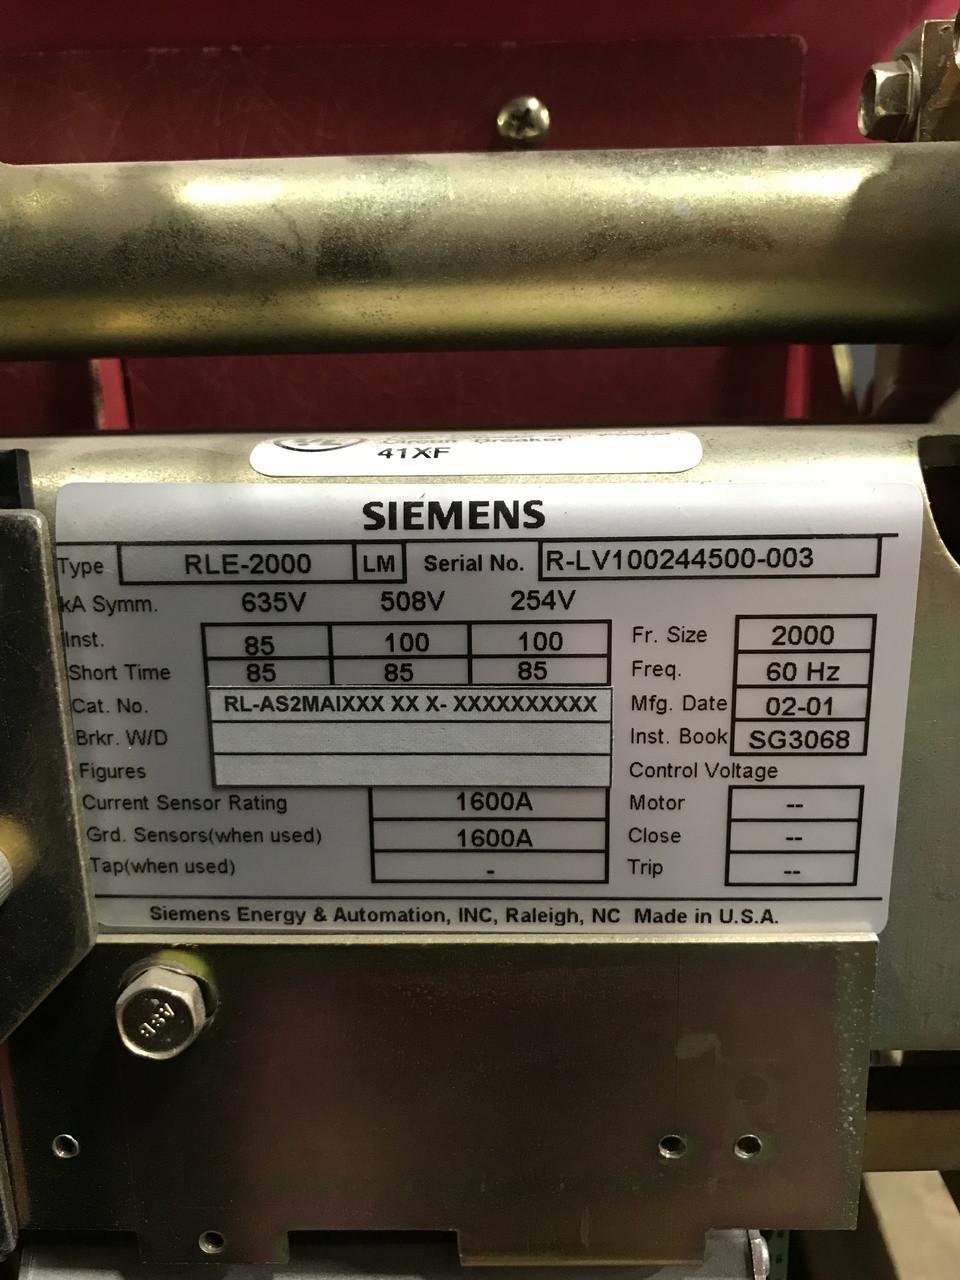 Circuit Breaker
41XF
SIEMENS
Type RLE-2000 LM Serial No. R-LV100244500-003
kA Symm. 635V 508V 254V
Inst. 85 100 100 Fr. Size 2000
Short Time 85 85 85 Freq. 60 Hz
Cat. No. RL-AS2MAIXXX XX X- XXXXXXXXXX Mfg. Date 02-01
Brkr. W/D Inst. Book SG3068
Figures Control Voltage
Current Sensor Rating 1600A Motor --
Grd. Sensors(when used) 1600A Close --
Tap(when used) - Trip --
Siemens Energy & Automation, INC, Raleigh, NC Made in U.S.A.